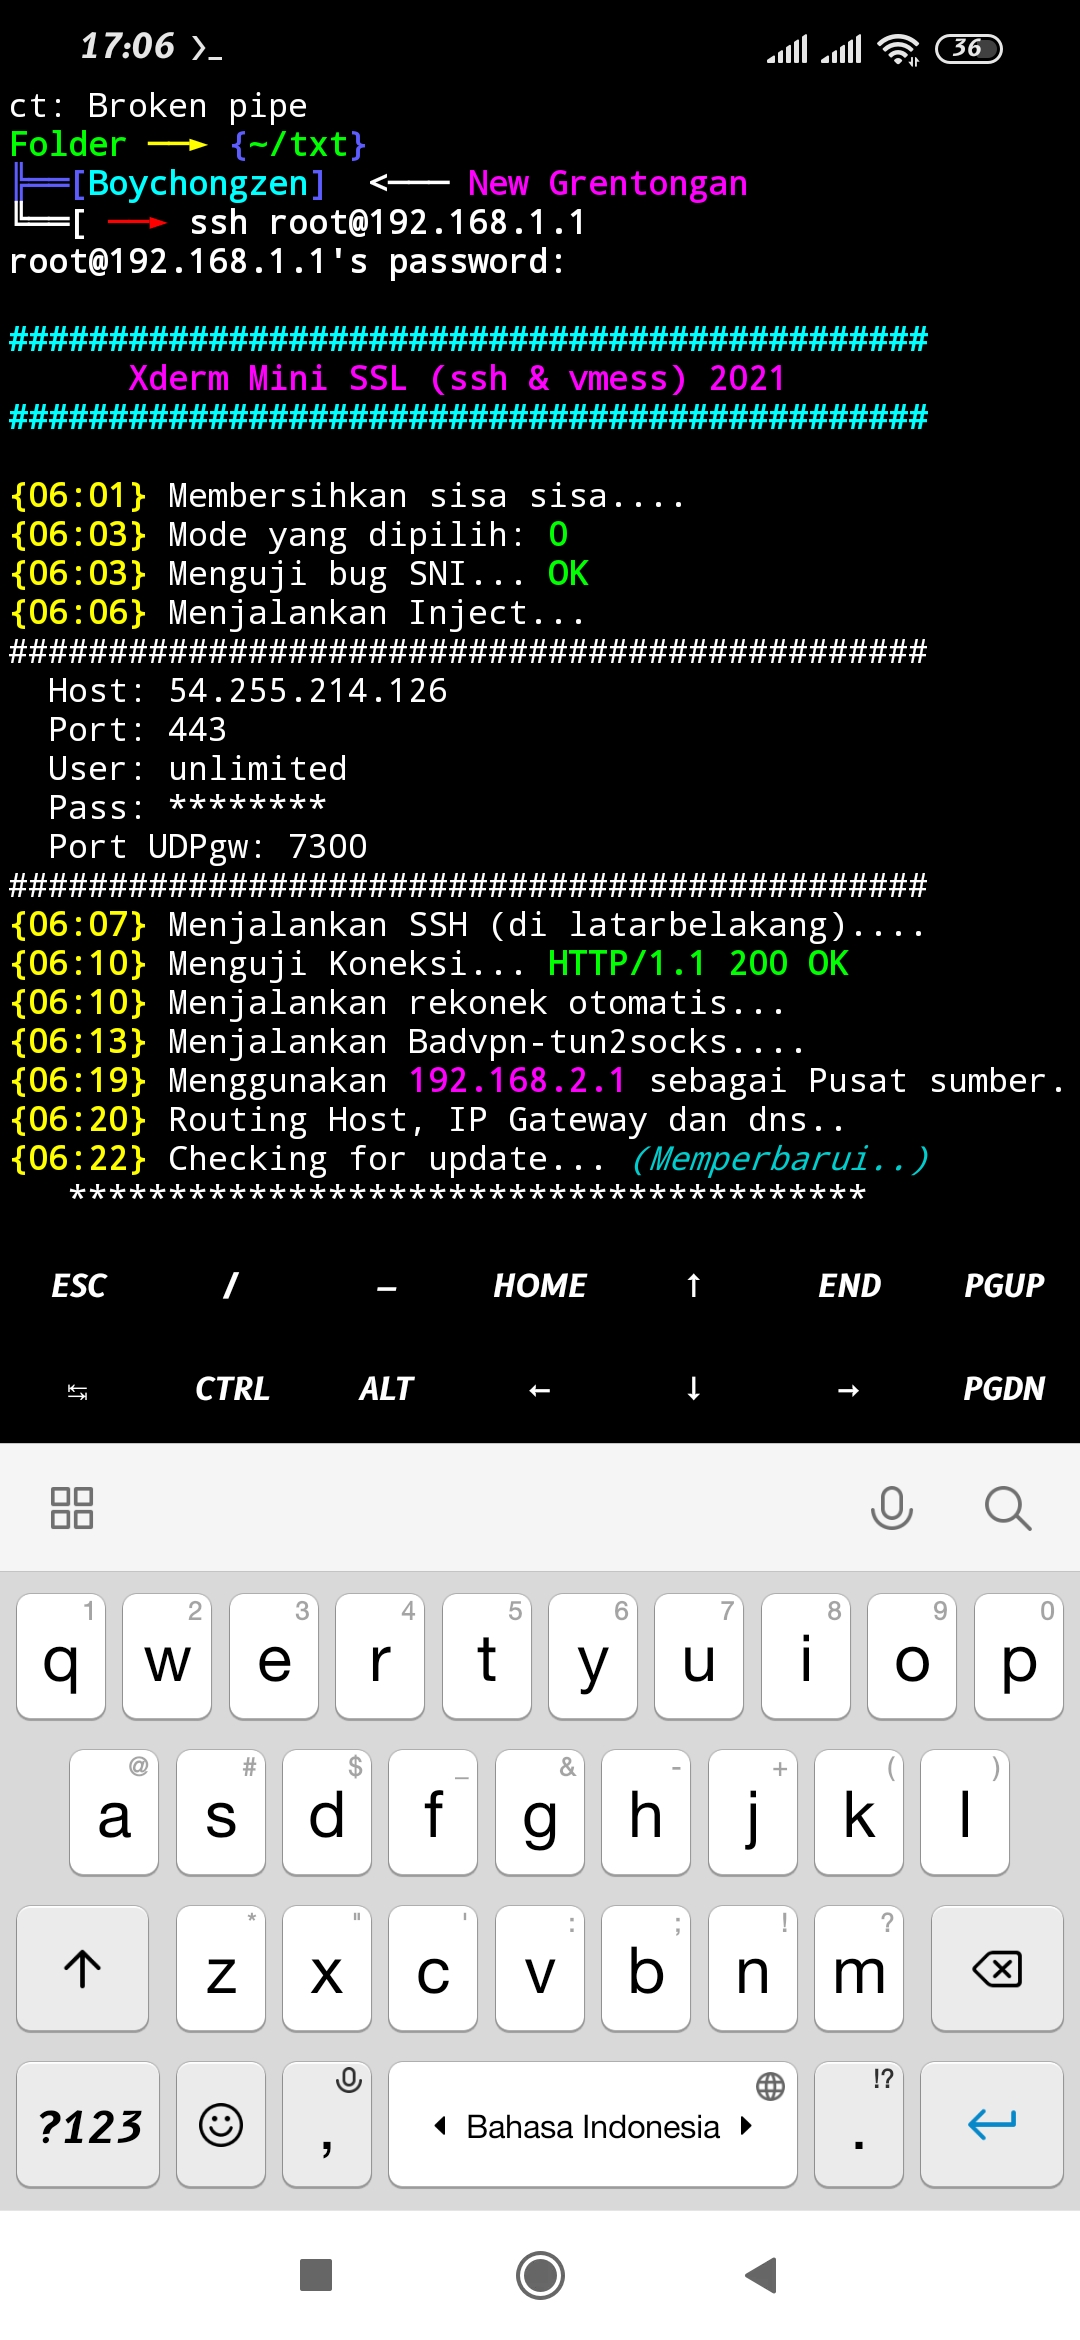 17:06 ❯_ 36
ct: Broken pipe
Folder ──► {~/txt}
╠══[Boychongzen]  <─── New Grentongan
╚══[ ──► ssh root@192.168.1.1
root@192.168.1.1's password:
##############################################
Xderm Mini SSL (ssh & vmess) 2021
##############################################
{06:01} Membersihkan sisa sisa....
{06:03} Mode yang dipilih: 0
{06:03} Menguji bug SNI... OK
{06:06} Menjalankan Inject...
##############################################
Host: 54.255.214.126
Port: 443
User: unlimited
Pass: ********
Port UDPgw: 7300
##############################################
{06:07} Menjalankan SSH (di latarbelakang)....
{06:10} Menguji Koneksi... HTTP/1.1 200 OK
{06:10} Menjalankan rekonek otomatis...
{06:13} Menjalankan Badvpn-tun2socks....
{06:19} Menggunakan 192.168.2.1 sebagai Pusat sumber.
{06:20} Routing Host, IP Gateway dan dns..
{06:22} Checking for update... (Memperbarui..)
****************************************
ESC / – HOME ↑ END PGUP
↹ CTRL ALT ← ↓ → PGDN
1 2 3 4 5 6 7 8 9 0
q w e r t y u i o p
@ # $ _ & - + ( )
a s d f g h j k l
* " ' : ; ! ?
z x c v b n m
!?
?123 , Bahasa Indonesia .